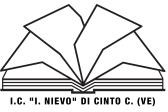 I.C. "I. NIEVO" DI CINTO C. (VE)